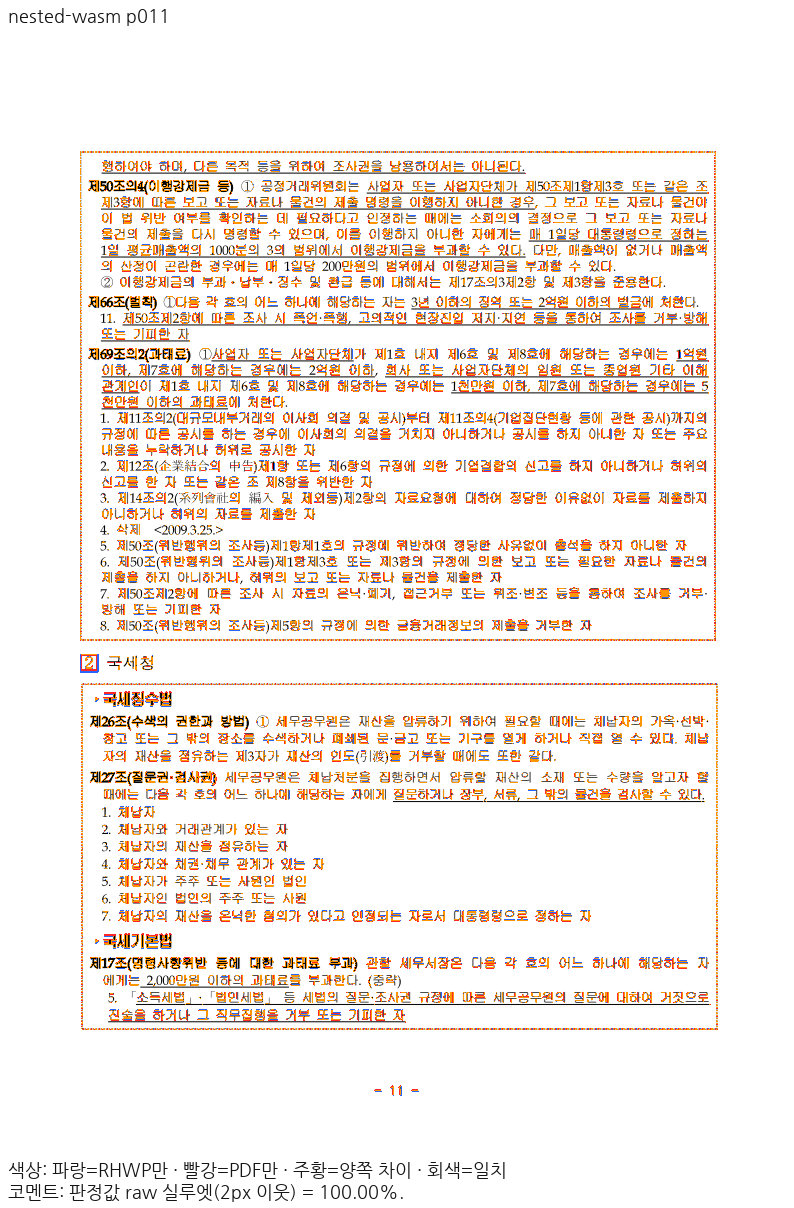 nested-wasm p011
행하여야 하며, 다른 목적 등을 위하여 조사권을 남용하여서는 아니된다.
제50조의4(이행강제금 등) ① 공정거래위원회는 사업자 또는 사업자단체가 제50조제1항제3호 또는 같은 조
제3항에 따른 보고 또는 자료나 물건의 제출 명령을 이행하지 아니한 경우, 그 보고 또는 자료나 물건이
이 법 위반 여부를 확인하는 데 필요하다고 인정하는 때에는 소회의의 결정으로 그 보고 또는 자료나
물건의 제출을 다시 명령할 수 있으며, 이를 이행하지 아니한 자에게는 매 1일당 대통령령으로 정하는
1일 평균매출액의 1000분의 3의 범위에서 이행강제금을 부과할 수 있다. 다만, 매출액이 없거나 매출액
의 산정이 곤란한 경우에는 매 1일당 200만원의 범위에서 이행강제금을 부과할 수 있다.
② 이행강제금의 부과·납부·징수 및 환급 등에 대해서는 제17조의3제2항 및 제3항을 준용한다.
제66조(벌칙) ①다음 각 호의 어느 하나에 해당하는 자는 3년 이하의 징역 또는 2억원 이하의 벌금에 처한다.
11. 제50조제2항에 따른 조사 시 폭언·폭행, 고의적인 현장진입 저지·지연 등을 통하여 조사를 거부·방해
또는 기피한 자
제69조의2(과태료) ①사업자 또는 사업자단체가 제1호 내지 제6호 및 제8호에 해당하는 경우에는 1억원
이하, 제7호에 해당하는 경우에는 2억원 이하, 회사 또는 사업자단체의 임원 또는 종업원 기타 이해
관계인이 제1호 내지 제6호 및 제8호에 해당하는 경우에는 1천만원 이하, 제7호에 해당하는 경우에는 5
천만원 이하의 과태료에 처한다.
1. 제11조의2(대규모내부거래의 이사회 의결 및 공시)부터 제11조의4(기업집단현황 등에 관한 공시)까지의
규정에 따른 공시를 하는 경우에 이사회의 의결을 거치지 아니하거나 공시를 하지 아니한 자 또는 주요
내용을 누락하거나 허위로 공시한 자
2. 제12조(企業結合의 申告)제1항 또는 제6항의 규정에 의한 기업결합의 신고를 하지 아니하거나 허위의
신고를 한 자 또는 같은 조 제8항을 위반한 자
3. 제14조의2(系列會社의 編入 및 제외등)제2항의 자료요청에 대하여 정당한 이유없이 자료를 제출하지
아니하거나 허위의 자료를 제출한 자
4. 삭제 <2009.3.25.>
5. 제50조(위반행위의 조사등)제1항제1호의 규정에 위반하여 정당한 사유없이 출석을 하지 아니한 자
6. 제50조(위반행위의 조사등)제1항제3호 또는 제3항의 규정에 의한 보고 또는 필요한 자료나 물건의
제출을 하지 아니하거나, 허위의 보고 또는 자료나 물건을 제출한 자
7. 제50조제2항에 따른 조사 시 자료의 은닉·폐기, 접근거부 또는 위조·변조 등을 통하여 조사를 거부·
방해 또는 기피한 자
8. 제50조(위반행위의 조사등)제5항의 규정에 의한 금융거래정보의 제출을 거부한 자
2 국세청
▸국세징수법
제26조(수색의 권한과 방법) ① 세무공무원은 재산을 압류하기 위하여 필요할 때에는 체납자의 가옥·선박·
창고 또는 그 밖의 장소를 수색하거나 폐쇄된 문·금고 또는 기구를 열게 하거나 직접 열 수 있다. 체납
자의 재산을 점유하는 제3자가 재산의 인도(引渡)를 거부할 때에도 또한 같다.
제27조(질문권·검사권) 세무공무원은 체납처분을 집행하면서 압류할 재산의 소재 또는 수량을 알고자 할
때에는 다음 각 호의 어느 하나에 해당하는 자에게 질문하거나 장부, 서류, 그 밖의 물건을 검사할 수 있다.
1. 체납자
2. 체납자와 거래관계가 있는 자
3. 체납자의 재산을 점유하는 자
4. 체납자와 채권·채무 관계가 있는 자
5. 체납자가 주주 또는 사원인 법인
6. 체납자인 법인의 주주 또는 사원
7. 체납자의 재산을 은닉한 혐의가 있다고 인정되는 자로서 대통령령으로 정하는 자
▸국세기본법
제17조(명령사항위반 등에 대한 과태료 부과) 관할 세무서장은 다음 각 호의 어느 하나에 해당하는 자
에게는 2,000만원 이하의 과태료를 부과한다. (중략)
5. 「소득세법」·「법인세법」 등 세법의 질문·조사권 규정에 따른 세무공무원의 질문에 대하여 거짓으로
진술을 하거나 그 직무집행을 거부 또는 기피한 자
- 11 -
색상: 파랑=RHWP만 · 빨강=PDF만 · 주황=양쪽 차이 · 회색=일치
코멘트: 판정값 raw 실루엣(2px 이웃) = 100.00%.